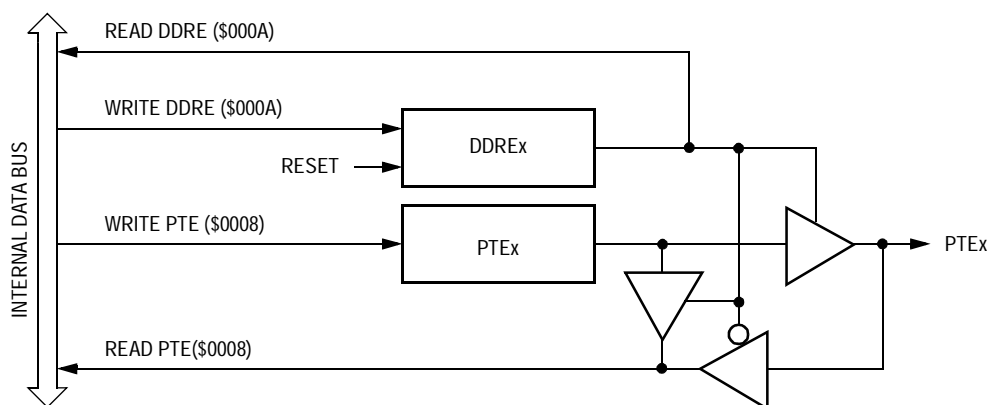 READ DDRE ($000A)
WRITE DDRE ($000A)
DDREx
RESET
INTERNAL DATA BUS
WRITE PTE ($0008)
PTEx
PTEx
READ PTE($0008)